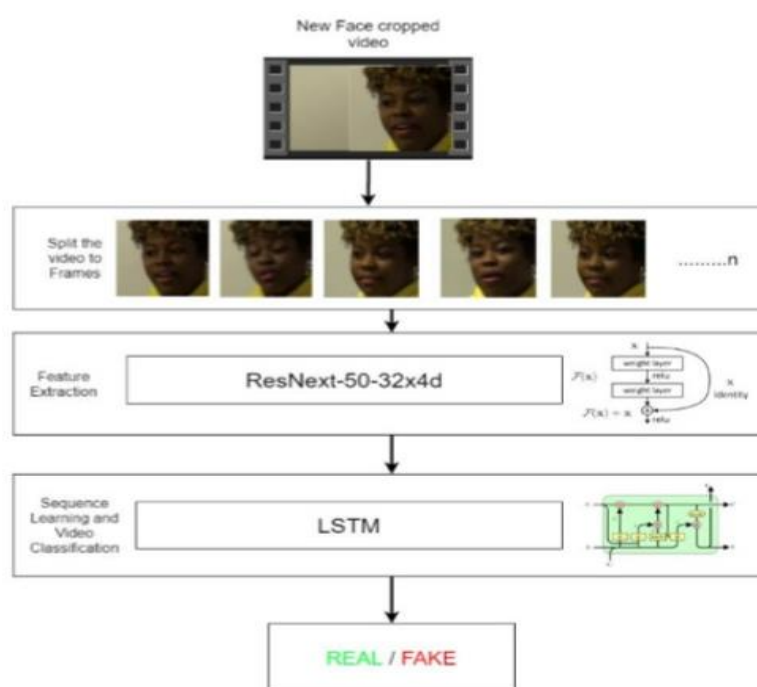 New Face cropped
video
Split the
video to
Frames
.........n
Feature
Extraction
ResNext-50-32x4d
x
weight layer
F(x)
relu
weight layer
x
identity
F(x) + x
relu
Sequence
Learning and
Video
Classification
LSTM
REAL / FAKE